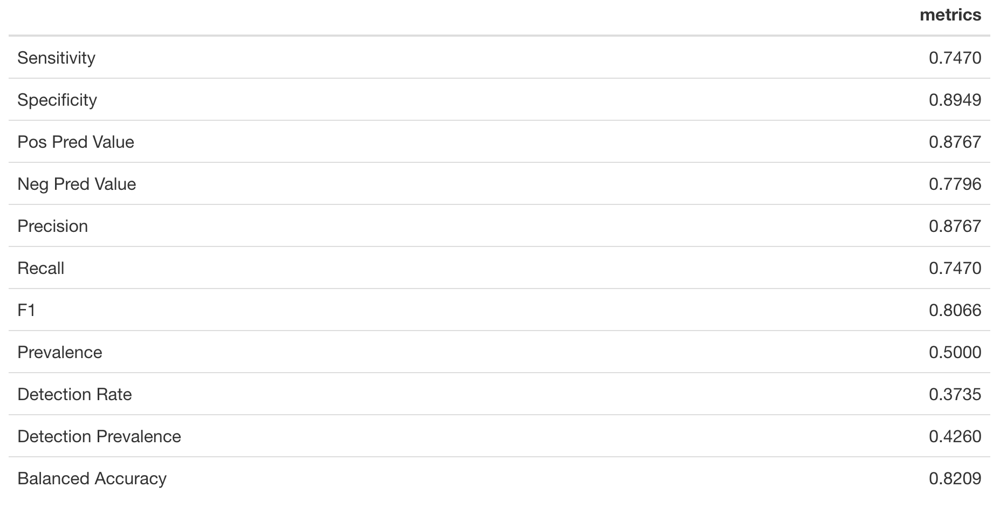 metrics
Sensitivity 0.7470
Specificity 0.8949
Pos Pred Value 0.8767
Neg Pred Value 0.7796
Precision 0.8767
Recall 0.7470
F1 0.8066
Prevalence 0.5000
Detection Rate 0.3735
Detection Prevalence 0.4260
Balanced Accuracy 0.8209